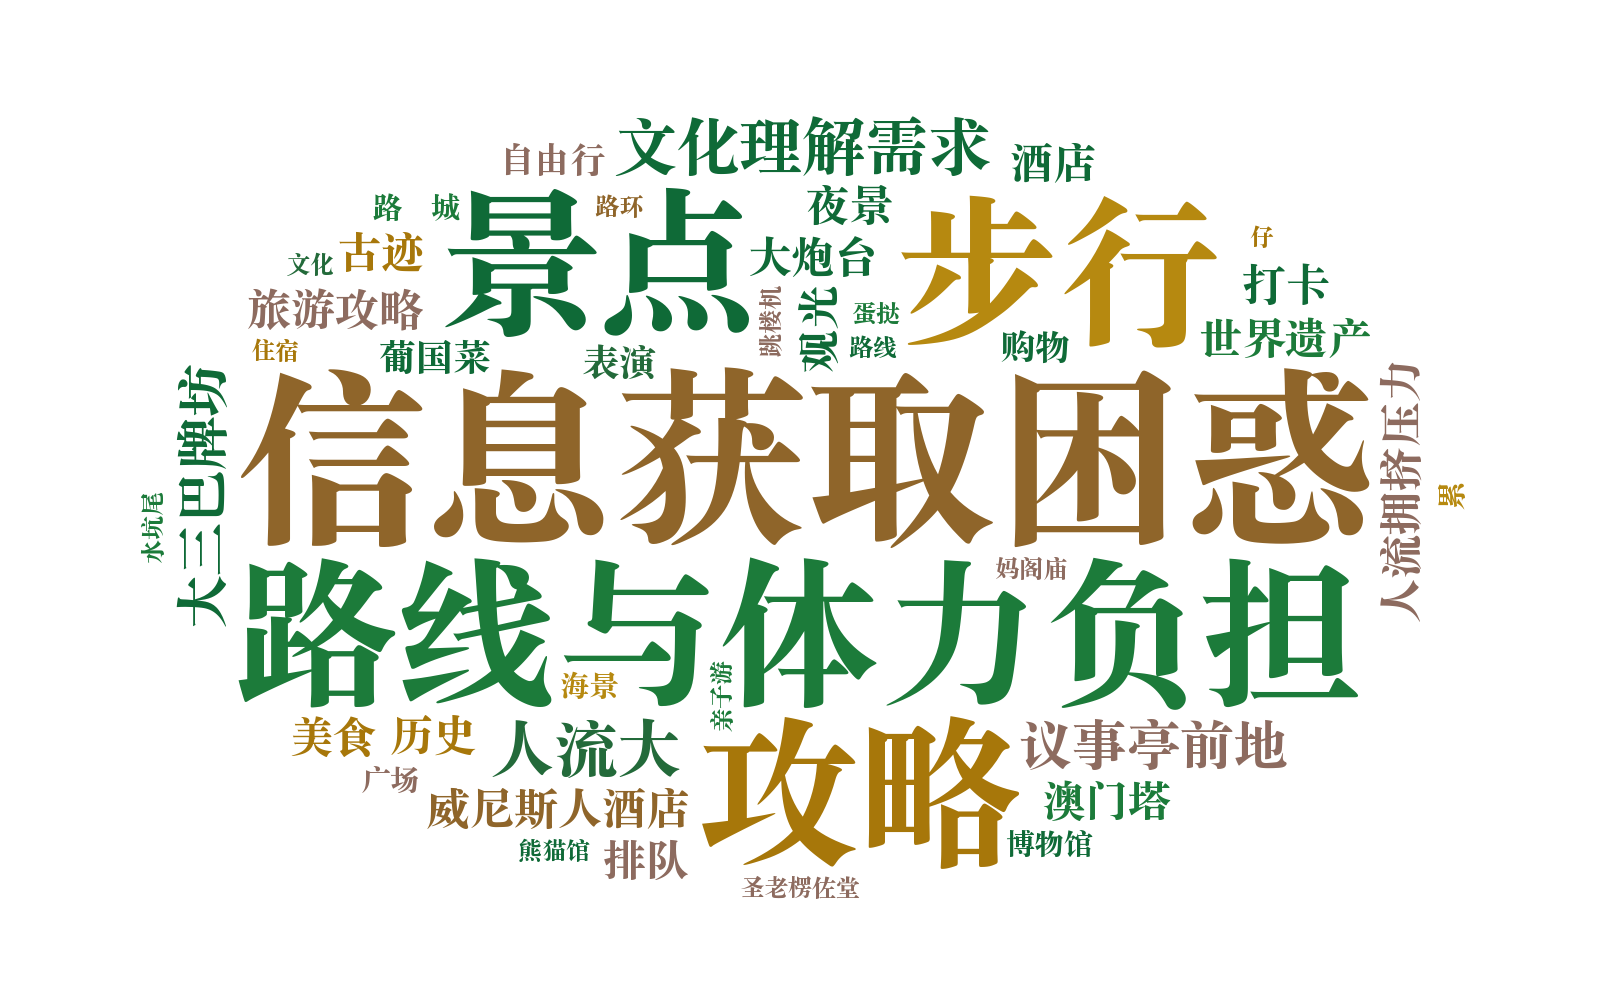 文化理解需求
自由行
酒店
景点
步行
夜景
路环
路 城
仔
古迹
大炮台
文化
打卡
旅游攻略
跳楼机
观光
蛋挞
世界遗产
住宿
葡国菜
表演
路线
购物
大三巴牌坊
信息获取困惑
人流拥挤压力
水坑尾
累
路线与体力负担
妈阁庙
海景
亲子游
美食
历史
人流大
攻略
议事亭前地
广场
威尼斯人酒店
澳门塔
熊猫馆
排队
博物馆
圣老楞佐堂